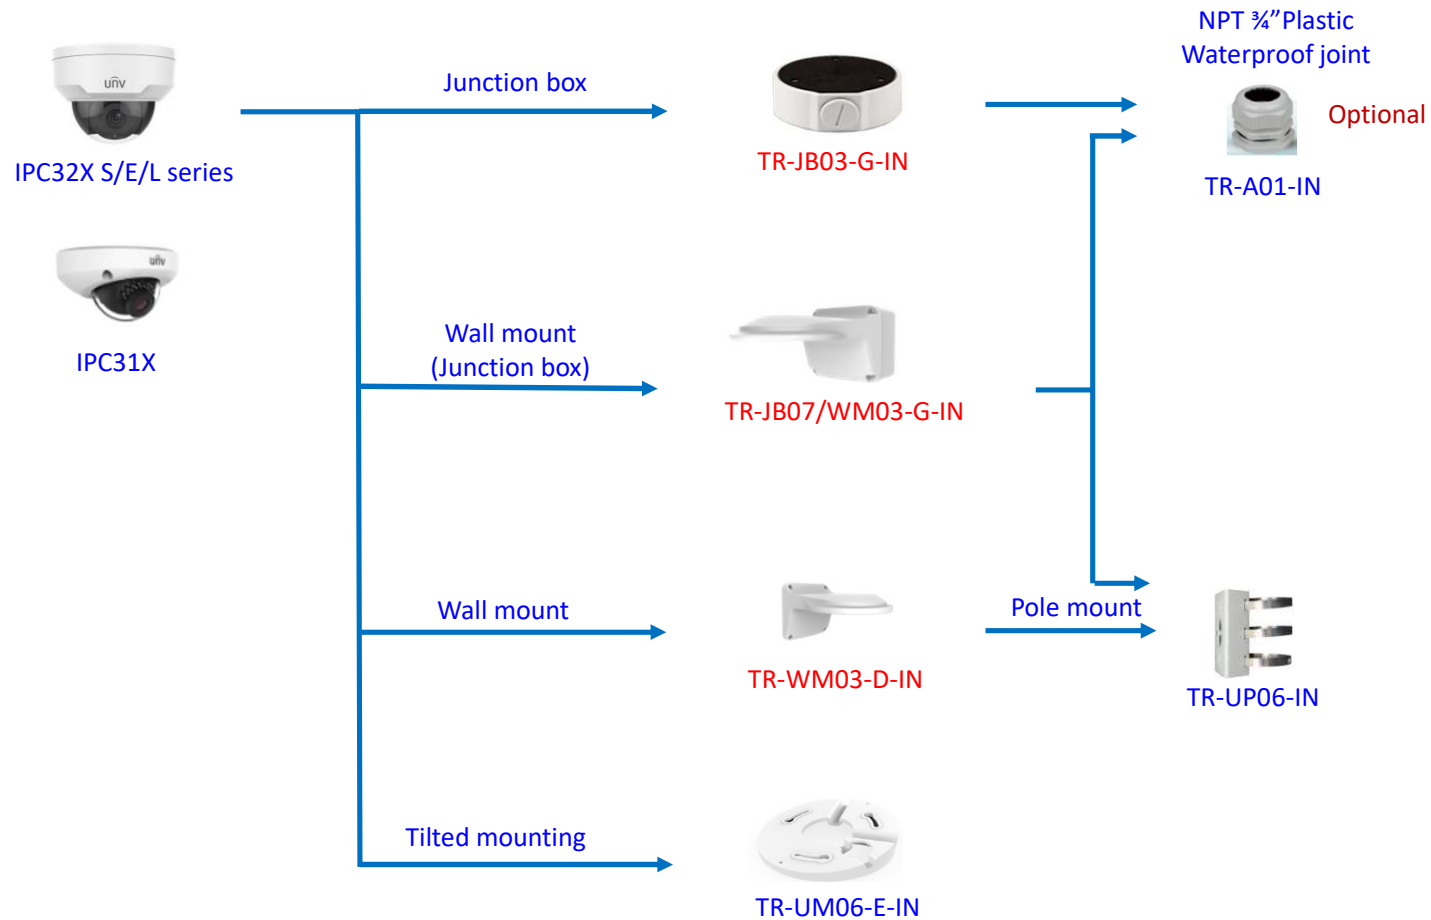 NPT ¾”Plastic
Waterproof joint
Junction box
unv
Optional
IPC32X S/E/L series
TR-JB03-G-IN
TR-A01-IN
unv
Wall mount
(Junction box)
IPC31X
TR-JB07/WM03-G-IN
Wall mount
Pole mount
TR-WM03-D-IN
TR-UP06-IN
Tilted mounting
TR-UM06-E-IN